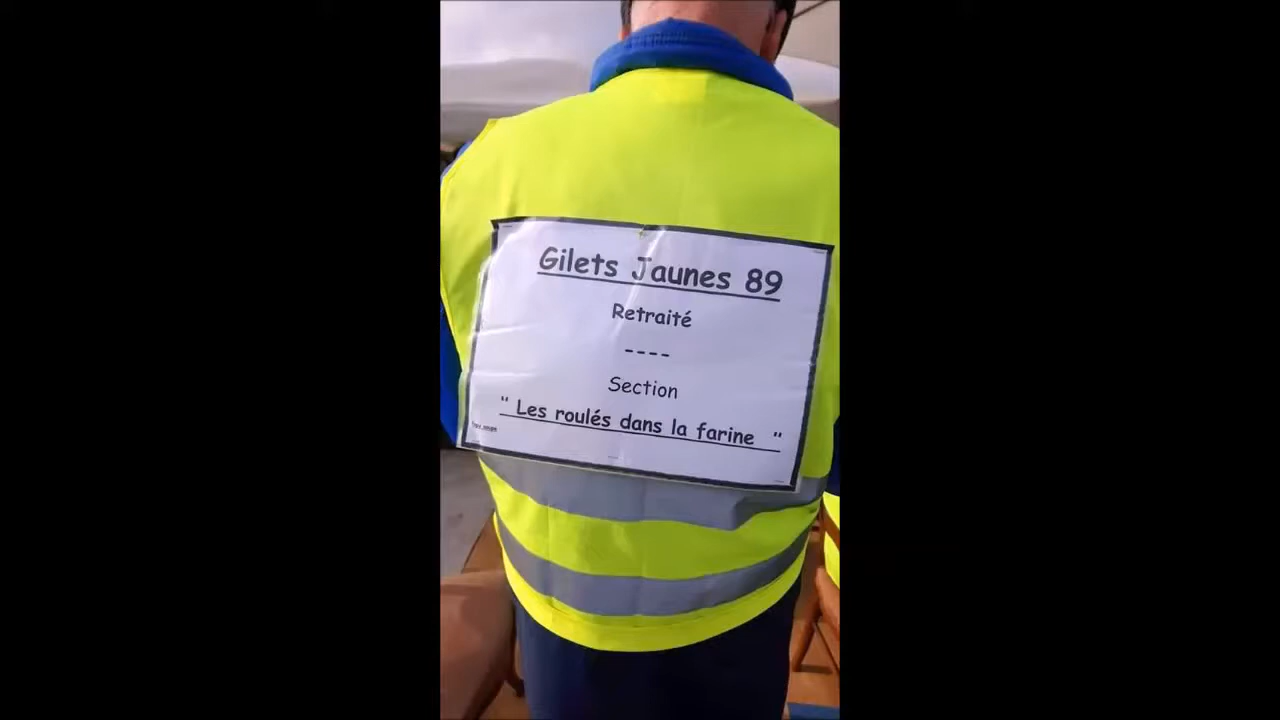 Gilets Jaunes 89
Retraité
----
Section
" Les roulés dans la farine "